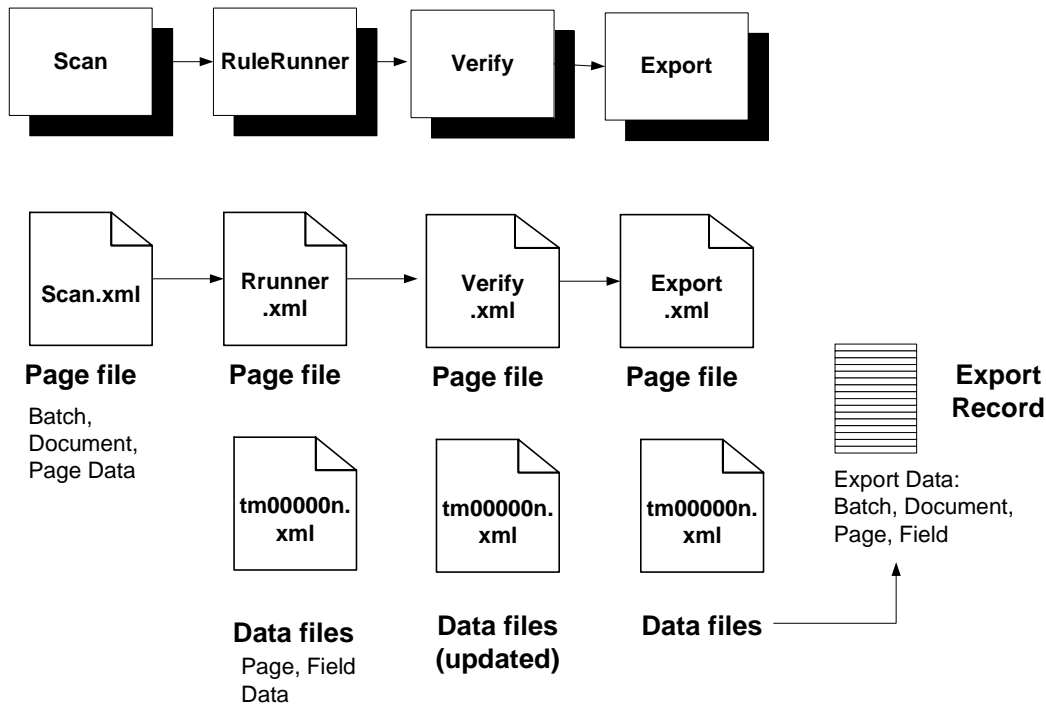 Scan
RuleRunner
Verify
Export
Scan.xml
Rrunner
.xml
Verify
.xml
Export
.xml
Page file
Page file
Page file
Page file
Batch,
Document,
Page Data
Export
Record
tm00000n.
xml
tm00000n.
xml
tm00000n.
xml
Export Data:
Batch, Document,
Page, Field
Data files
Page, Field
Data
Data files
(updated)
Data files